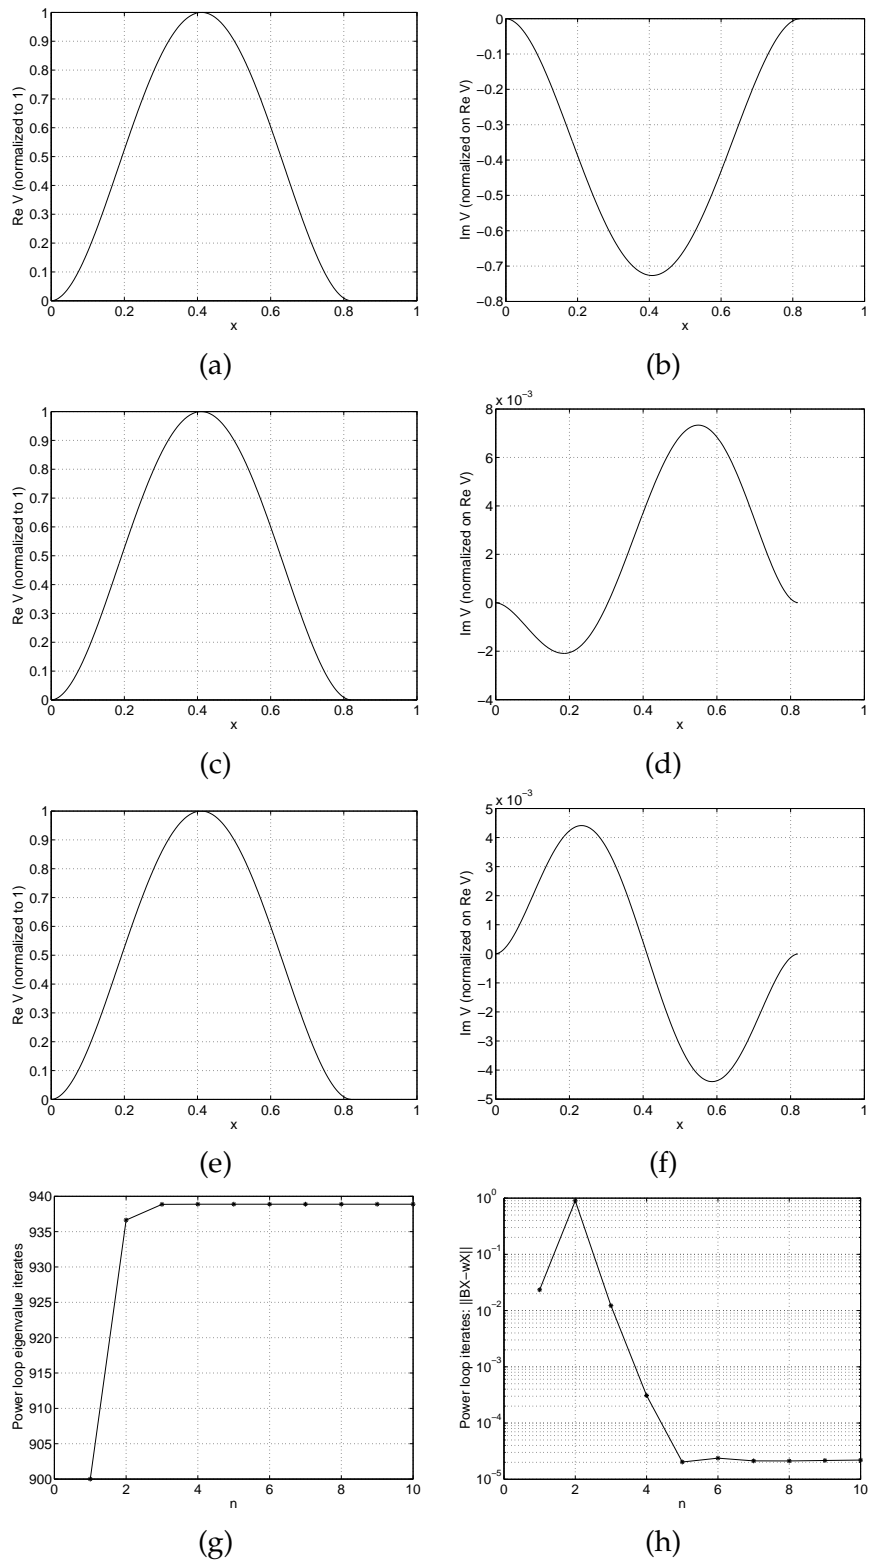 1
0.9
0.8
0.7
0.6
0.5
0.4
0.3
0.2
0.1
0
0 0.2 0.4 0.6 0.8 1
x
Re V (normalized to 1)
(a)
0
−0.1
−0.2
−0.3
−0.4
−0.5
−0.6
−0.7
−0.8
0 0.2 0.4 0.6 0.8 1
x
Im V (normalized on Re V)
(b)
1
0.9
0.8
0.7
0.6
0.5
0.4
0.3
0.2
0.1
0
0 0.2 0.4 0.6 0.8 1
x
Re V (normalized to 1)
(c)
x 10−3
8
6
4
2
0
−2
−4
0 0.2 0.4 0.6 0.8 1
x
Im V (normalized on Re V)
(d)
1
0.9
0.8
0.7
0.6
0.5
0.4
0.3
0.2
0.1
0
0 0.2 0.4 0.6 0.8 1
x
Re V (normalized to 1)
(e)
x 10−3
5
4
3
2
1
0
−1
−2
−3
−4
−5
0 0.2 0.4 0.6 0.8 1
x
Im V (normalized on Re V)
(f)
940
935
930
925
920
915
910
905
900
0 2 4 6 8 10
n
Power loop eigenvalue iterates
(g)
10^0
10^−1
10^−2
10^−3
10^−4
10^−5
0 2 4 6 8 10
n
Power loop iterates: ||BX−wX||
(h)